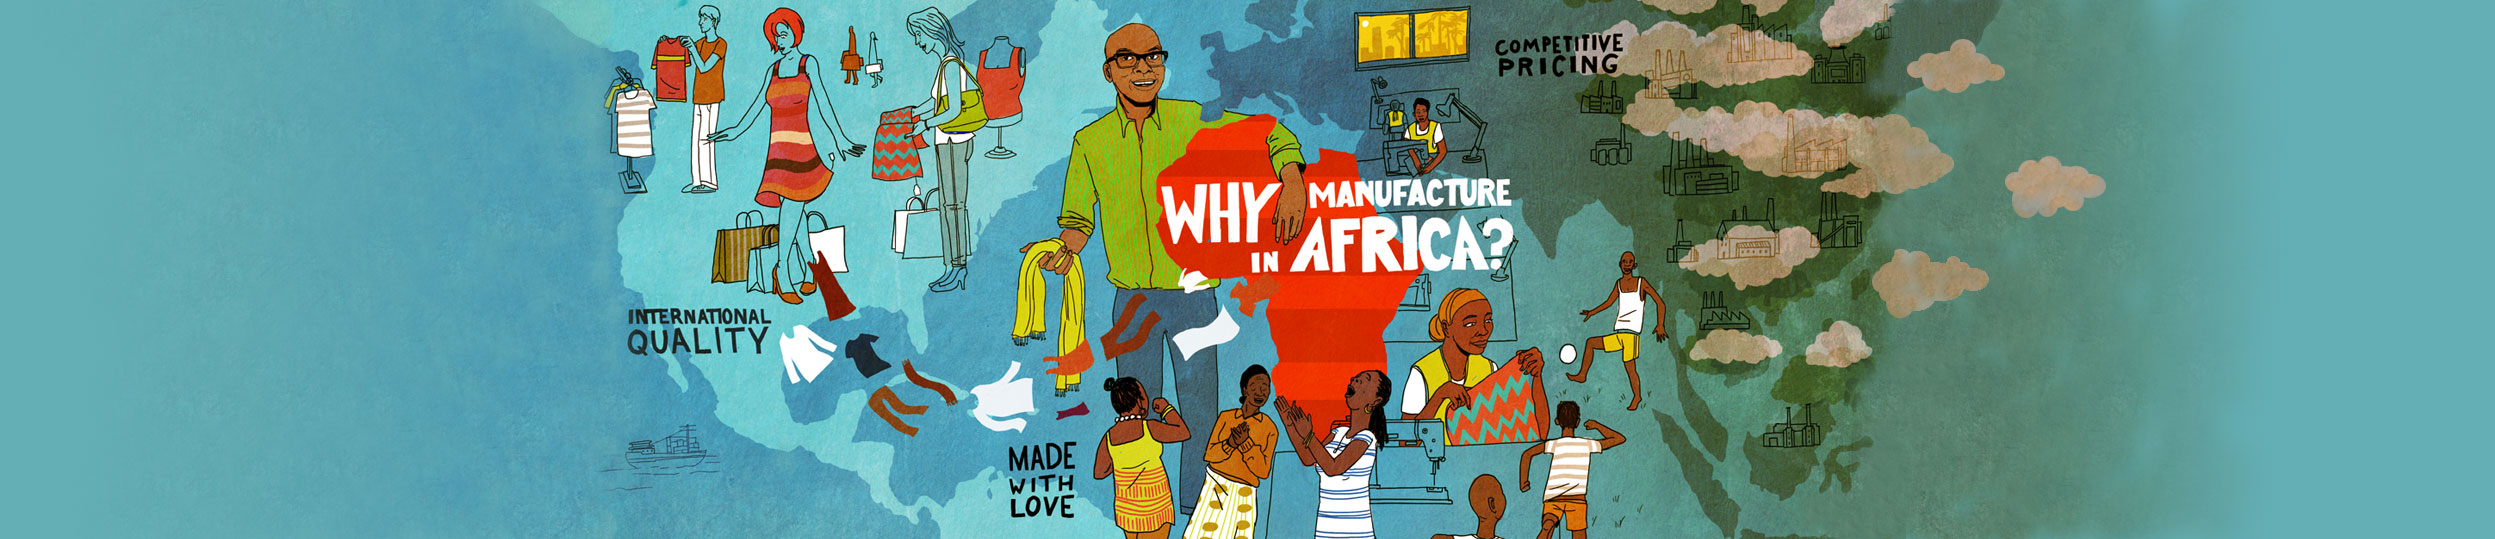 COMPETITIVE
PRICING
WHY MANUFACTURE
IN AFRICA?
INTERNATIONAL
QUALITY
MADE
WITH
LOVE